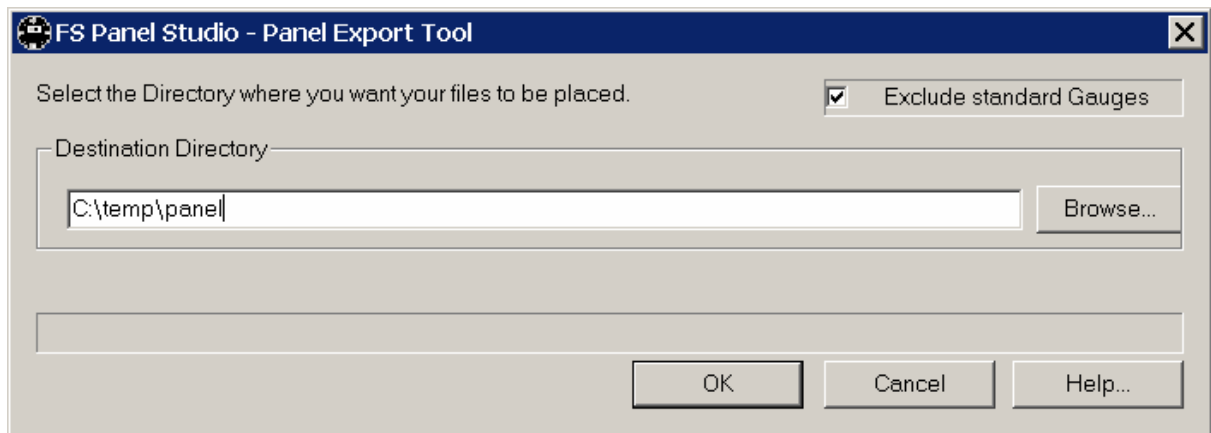 FS Panel Studio - Panel Export Tool
Select the Directory where you want your files to be placed.
Exclude standard Gauges
Destination Directory
C:\temp\panel
Browse...
OK
Cancel
Help...